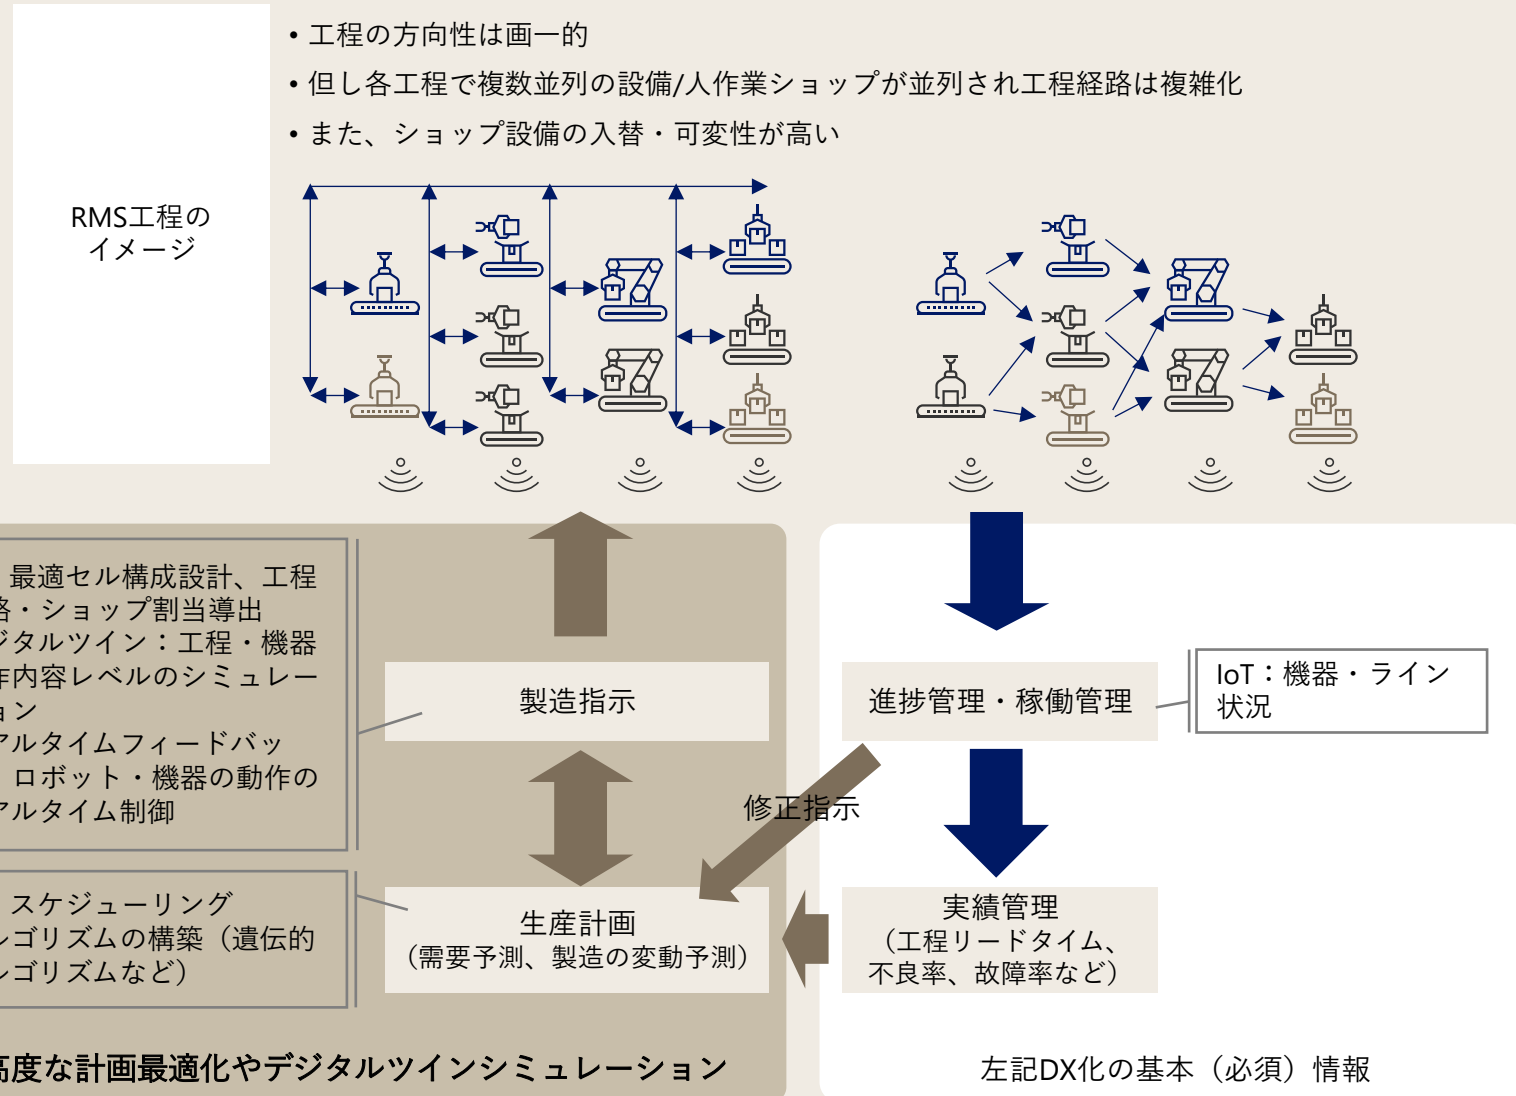 • 工程の方向性は画一的
• 但し各工程で複数並列の設備/人作業ショップが並列され工程経路は複雑化
• また、ショップ設備の入替・可変性が高い
RMS工程の
イメージ
最適セル構成設計、工程
・ショップ割当導出
ジタルツイン：工程・機器
作内容レベルのシミュレー
ョン
アルタイムフィードバッ
ロボット・機器の動作の
アルタイム制御
製造指示
進捗管理・稼働管理
IoT：機器・ライン
状況
修正指示
スケジューリング
ルゴリズムの構築（遺伝的
ルゴリズムなど）
生産計画
（需要予測、製造の変動予測）
実績管理
（工程リードタイム、
不良率、故障率など）
高度な計画最適化やデジタルツインシミュレーション
左記DX化の基本（必須）情報